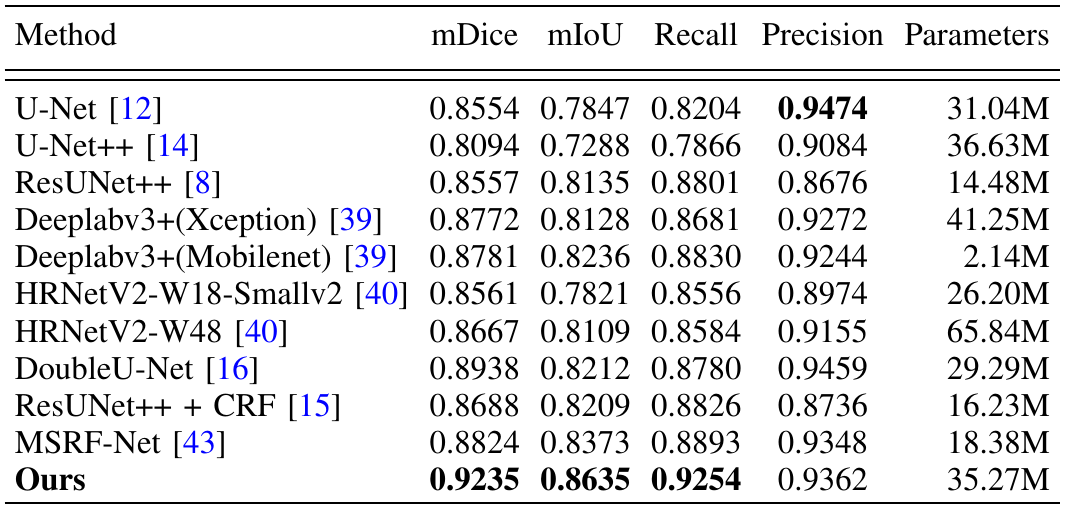 Method mDice mIoU Recall Precision Parameters
U-Net [12] 0.8554 0.7847 0.8204 0.9474 31.04M
U-Net++ [14] 0.8094 0.7288 0.7866 0.9084 36.63M
ResUNet++ [8] 0.8557 0.8135 0.8801 0.8676 14.48M
Deeplabv3+(Xception) [39] 0.8772 0.8128 0.8681 0.9272 41.25M
Deeplabv3+(Mobilenet) [39] 0.8781 0.8236 0.8830 0.9244 2.14M
HRNetV2-W18-Smallv2 [40] 0.8561 0.7821 0.8556 0.8974 26.20M
HRNetV2-W48 [40] 0.8667 0.8109 0.8584 0.9155 65.84M
DoubleU-Net [16] 0.8938 0.8212 0.8780 0.9459 29.29M
ResUNet++ + CRF [15] 0.8688 0.8209 0.8826 0.8736 16.23M
MSRF-Net [43] 0.8824 0.8373 0.8893 0.9348 18.38M
Ours 0.9235 0.8635 0.9254 0.9362 35.27M